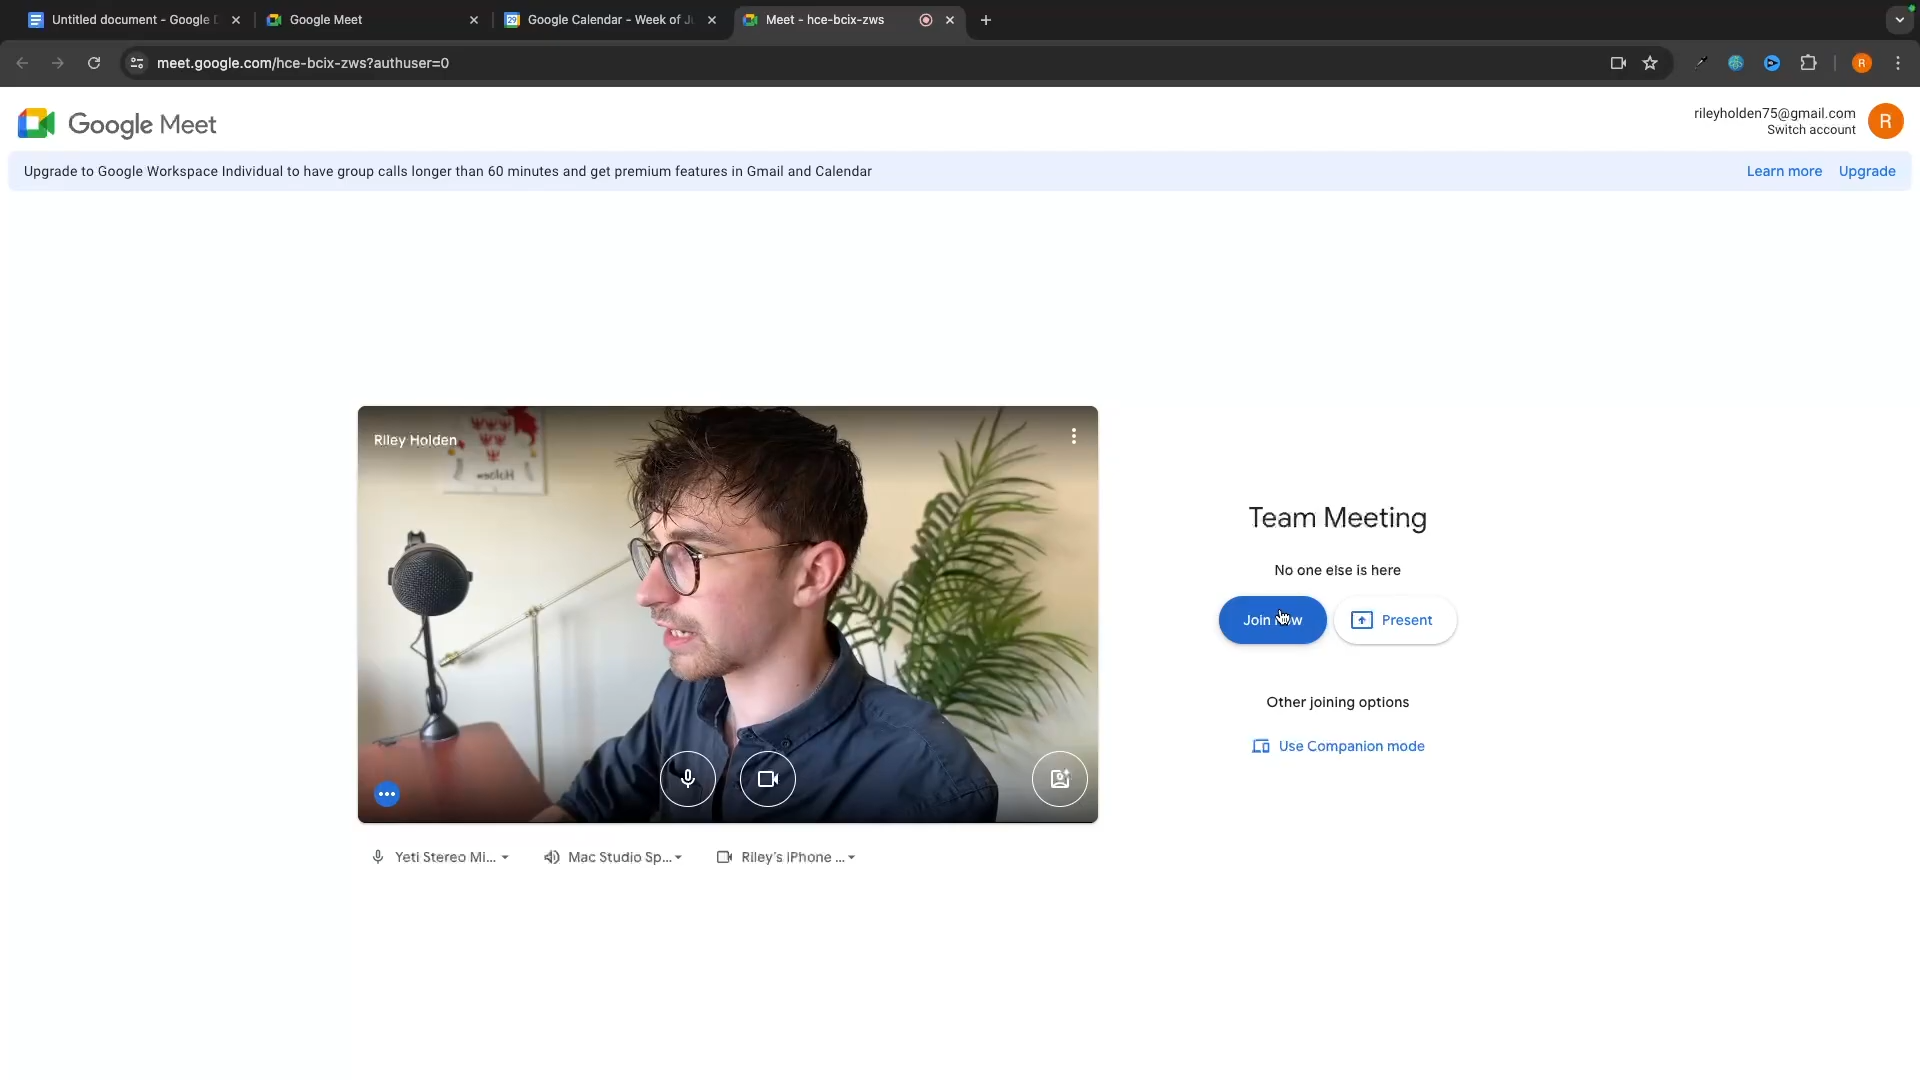 Untitled document - Google D
Google Meet
Google Calendar - Week of Ju
Meet - hce-bcix-zws
meet.google.com/hce-bcix-zws?authuser=0
R
Google Meet
rileyholden75@gmail.com
Switch account
R
Upgrade to Google Workspace Individual to have group calls longer than 60 minutes and get premium features in Gmail and Calendar
Learn more
Upgrade
Riley Holden
Holden
Team Meeting
No one else is here
Join now
Present
Other joining options
Use Companion mode
Yeti Stereo Mi...
Mac Studio Sp...
Riley's iPhone ...